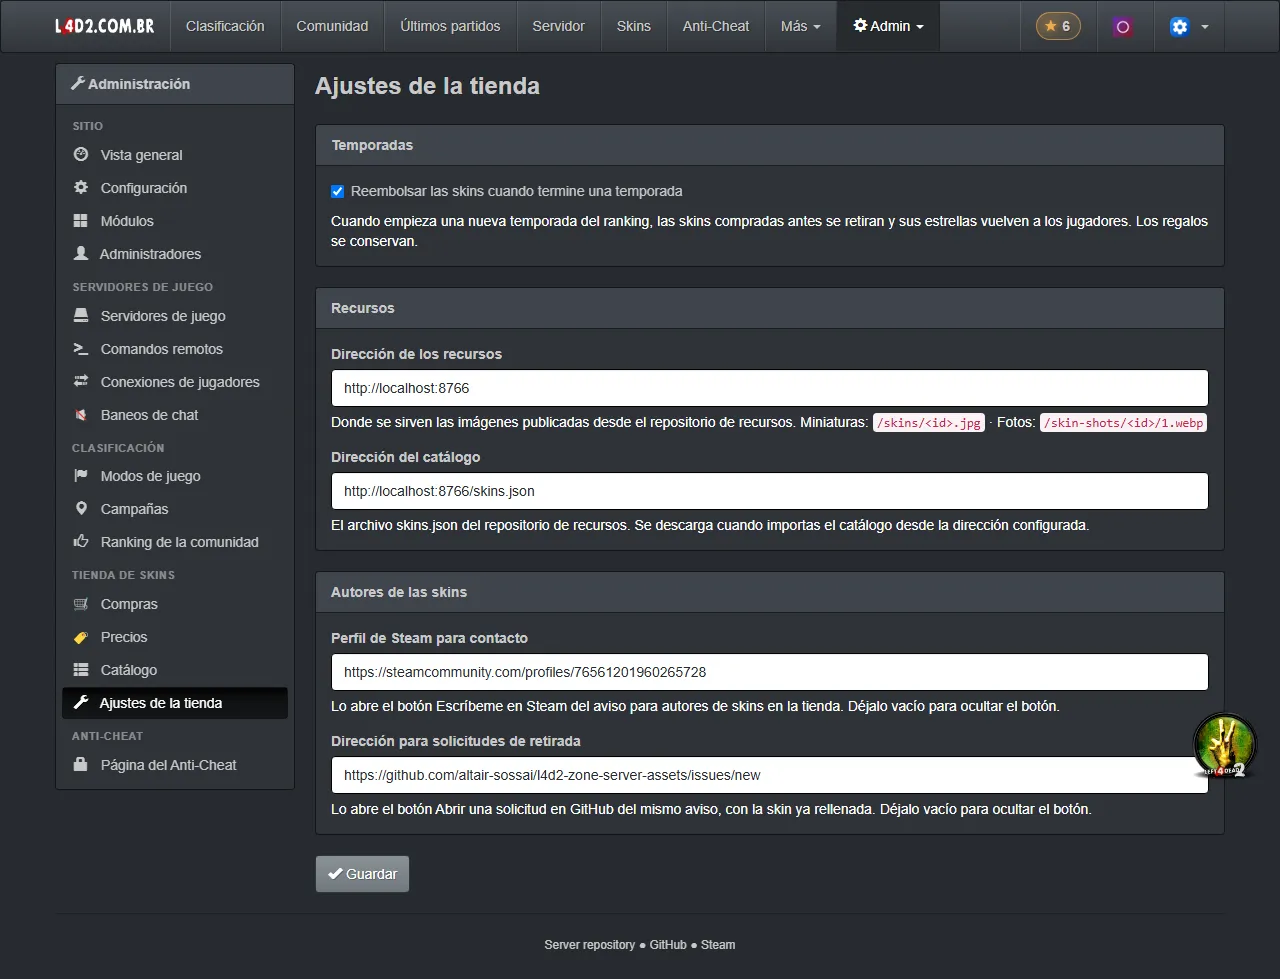 L4D2.COM.BR
Clasificación
Comunidad
Últimos partidos
Servidor
Skins
Anti-Cheat
Más
Admin
6
Administración
SITIO
Vista general
Configuración
Módulos
Administradores
SERVIDORES DE JUEGO
Servidores de juego
Comandos remotos
Conexiones de jugadores
Baneos de chat
CLASIFICACIÓN
Modos de juego
Campañas
Ranking de la comunidad
TIENDA DE SKINS
Compras
Precios
Catálogo
Ajustes de la tienda
ANTI-CHEAT
Página del Anti-Cheat
Ajustes de la tienda
Temporadas
Reembolsar las skins cuando termine una temporada
Cuando empieza una nueva temporada del ranking, las skins compradas antes se retiran y sus estrellas vuelven a los jugadores. Los regalos
se conservan.
Recursos
Dirección de los recursos
http://localhost:8766
Donde se sirven las imágenes publicadas desde el repositorio de recursos. Miniaturas: /skins/<id>.jpg · Fotos: /skin-shots/<id>/1.webp
Dirección del catálogo
http://localhost:8766/skins.json
El archivo skins.json del repositorio de recursos. Se descarga cuando importas el catálogo desde la dirección configurada.
Autores de las skins
Perfil de Steam para contacto
https://steamcommunity.com/profiles/76561201960265728
Lo abre el botón Escríbeme en Steam del aviso para autores de skins en la tienda. Déjalo vacío para ocultar el botón.
Dirección para solicitudes de retirada
https://github.com/altair-sossai/l4d2-zone-server-assets/issues/new
Lo abre el botón Abrir una solicitud en GitHub del mismo aviso, con la skin ya rellenada. Déjalo vacío para ocultar el botón.
LEFT 4 DEAD 2
Guardar
Server repository ● GitHub ● Steam